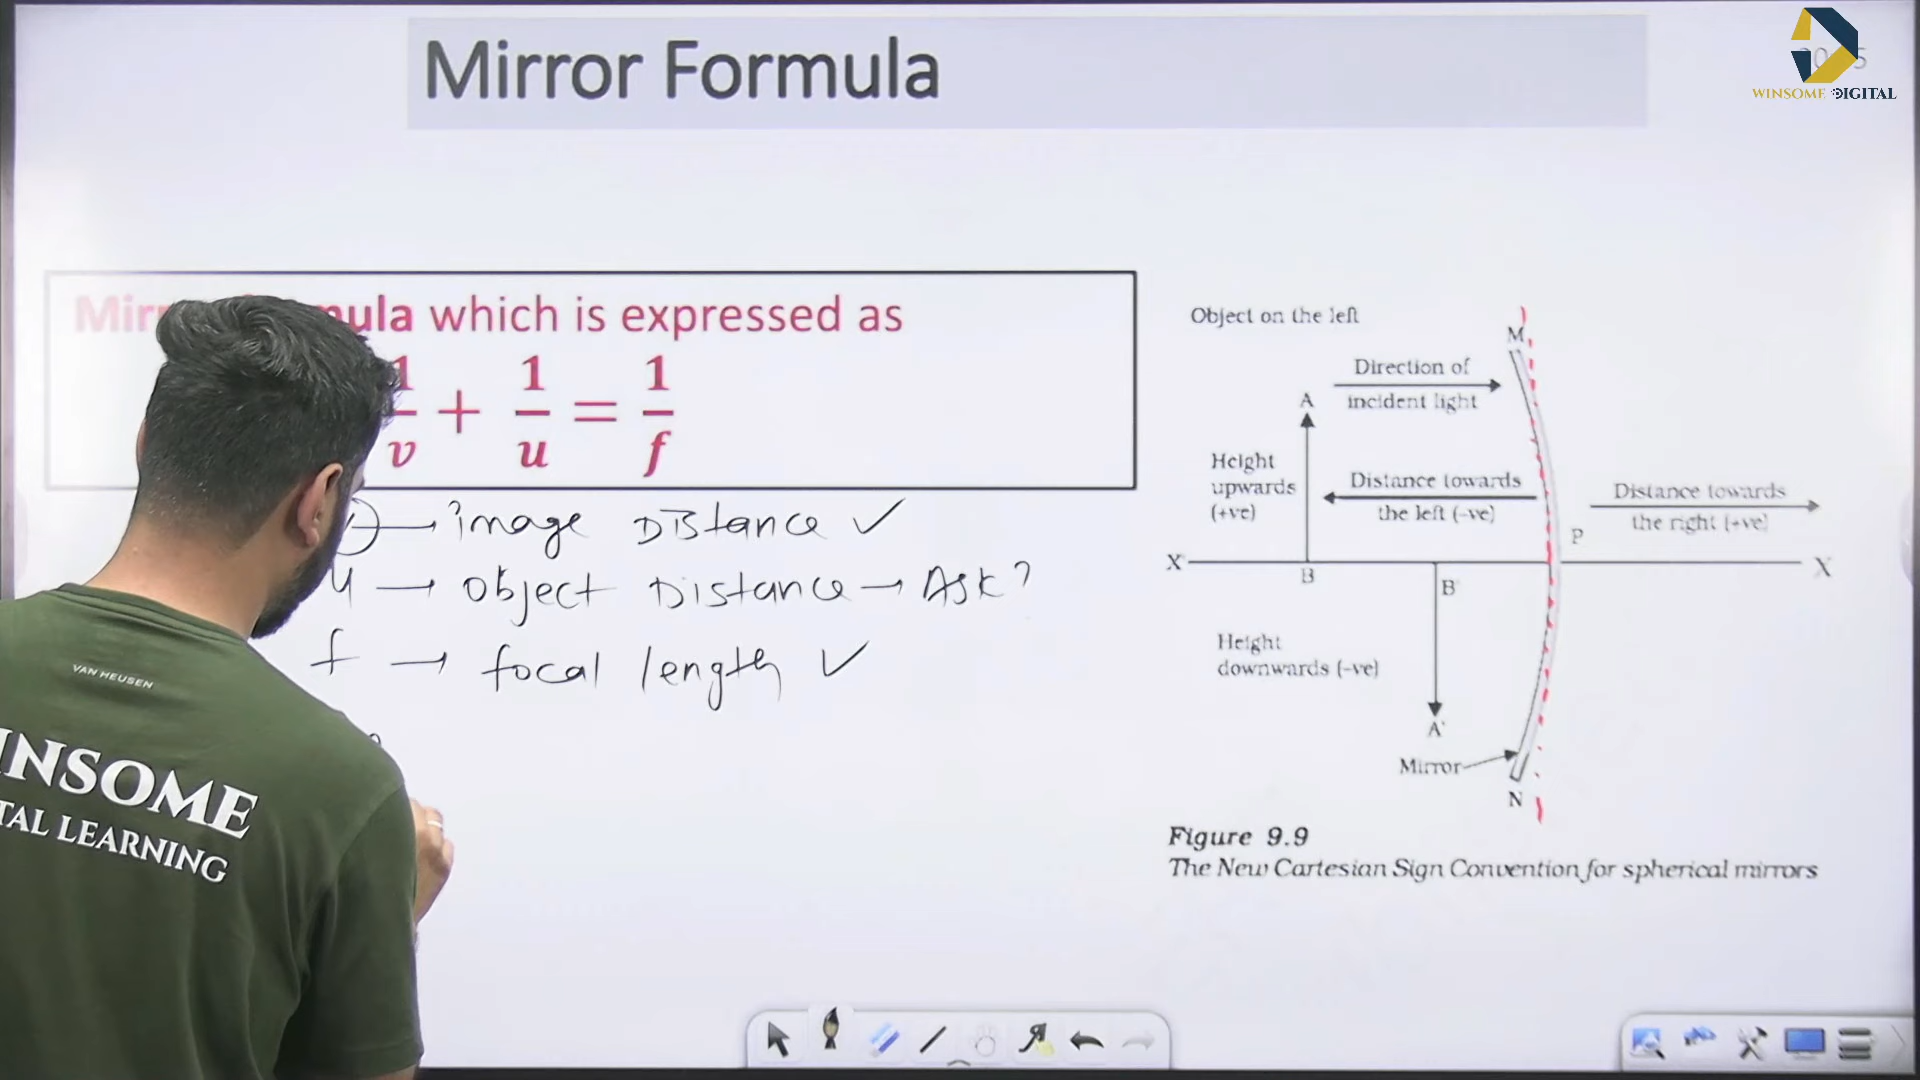 Mirror Formula
WINSOME DIGITAL
which is expressed as
1/v + 1/u = 1/f
→ image Distance ✓
u → object Distance → Ask?
f → focal length ✓
Object on the left
M
Direction of
incident light
A
Height
upwards
(+ve)
Distance towards
the left (-ve)
Distance towards
the right (+ve)
P
X'
X
B
B'
Height
downwards (-ve)
A'
Mirror
N
Figure 9.9
The New Cartesian Sign Convention for spherical mirrors
VAN HEUSEN
INSOME
TAL LEARNING